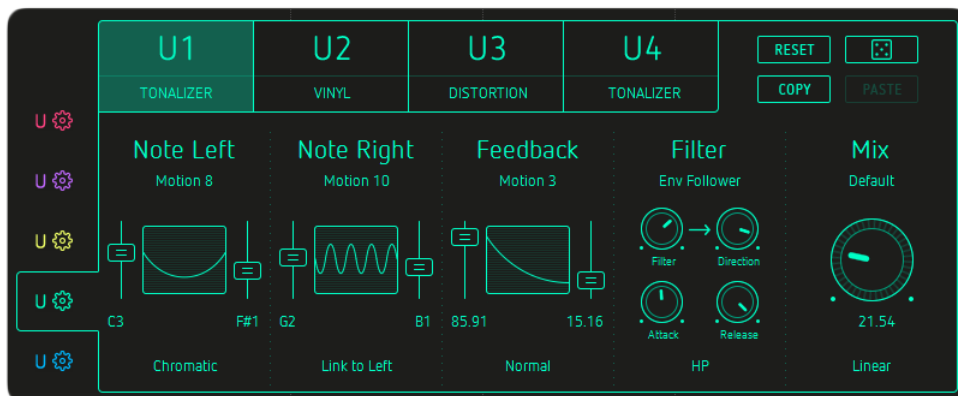 U1 U2 U3 U4 RESET
TONALIZER VINYL DISTORTION TONALIZER COPY PASTE
U
U
U
U
U
Note Left Note Right Feedback Filter Mix
Motion 8 Motion 10 Motion 3 Env Follower Default
Filter Direction
C3 F#1 G2 B1 85.91 15.16 Attack Release 21.54
Chromatic Link to Left Normal HP Linear